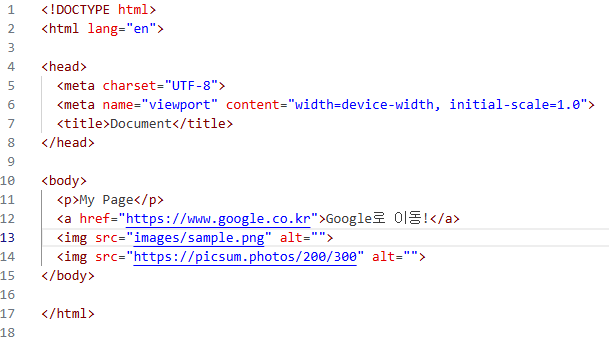 1 <!DOCTYPE html>
2 <html lang="en">
3
4 <head>
5   <meta charset="UTF-8">
6   <meta name="viewport" content="width=device-width, initial-scale=1.0">
7   <title>Document</title>
8 </head>
9
10 <body>
11   <p>My Page</p>
12   <a href="https://www.google.co.kr">Google로 이동!</a>
13   <img src="images/sample.png" alt="">
14   <img src="https://picsum.photos/200/300" alt="">
15 </body>
16
17 </html>
18